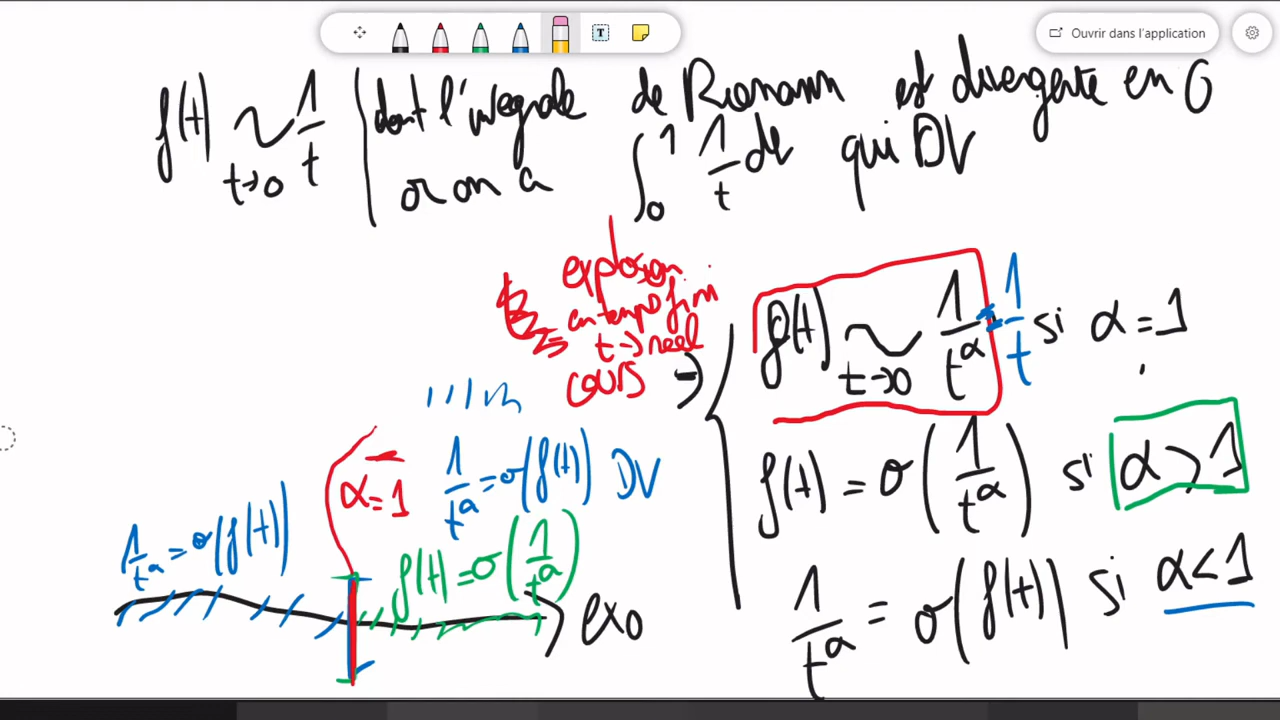 Ouvrir dans l'application
f(t) ~ 1/t t→0 | dont l'intégrale de Riemann est divergente en 0
or on a ∫₀¹ 1/t dt qui DV
explosion
en temps fini
t → réel
cours →
f(t) ~ 1/t^α = 1/t si α = 1
t→0
f(t) = o(1/t^α) si α > 1
1/t^α = o(f(t)) si α < 1
α = 1
1/t^α = o(f(t)) DV
1/t^α = o(f(t))
f(t) = o(1/t^α)
exo